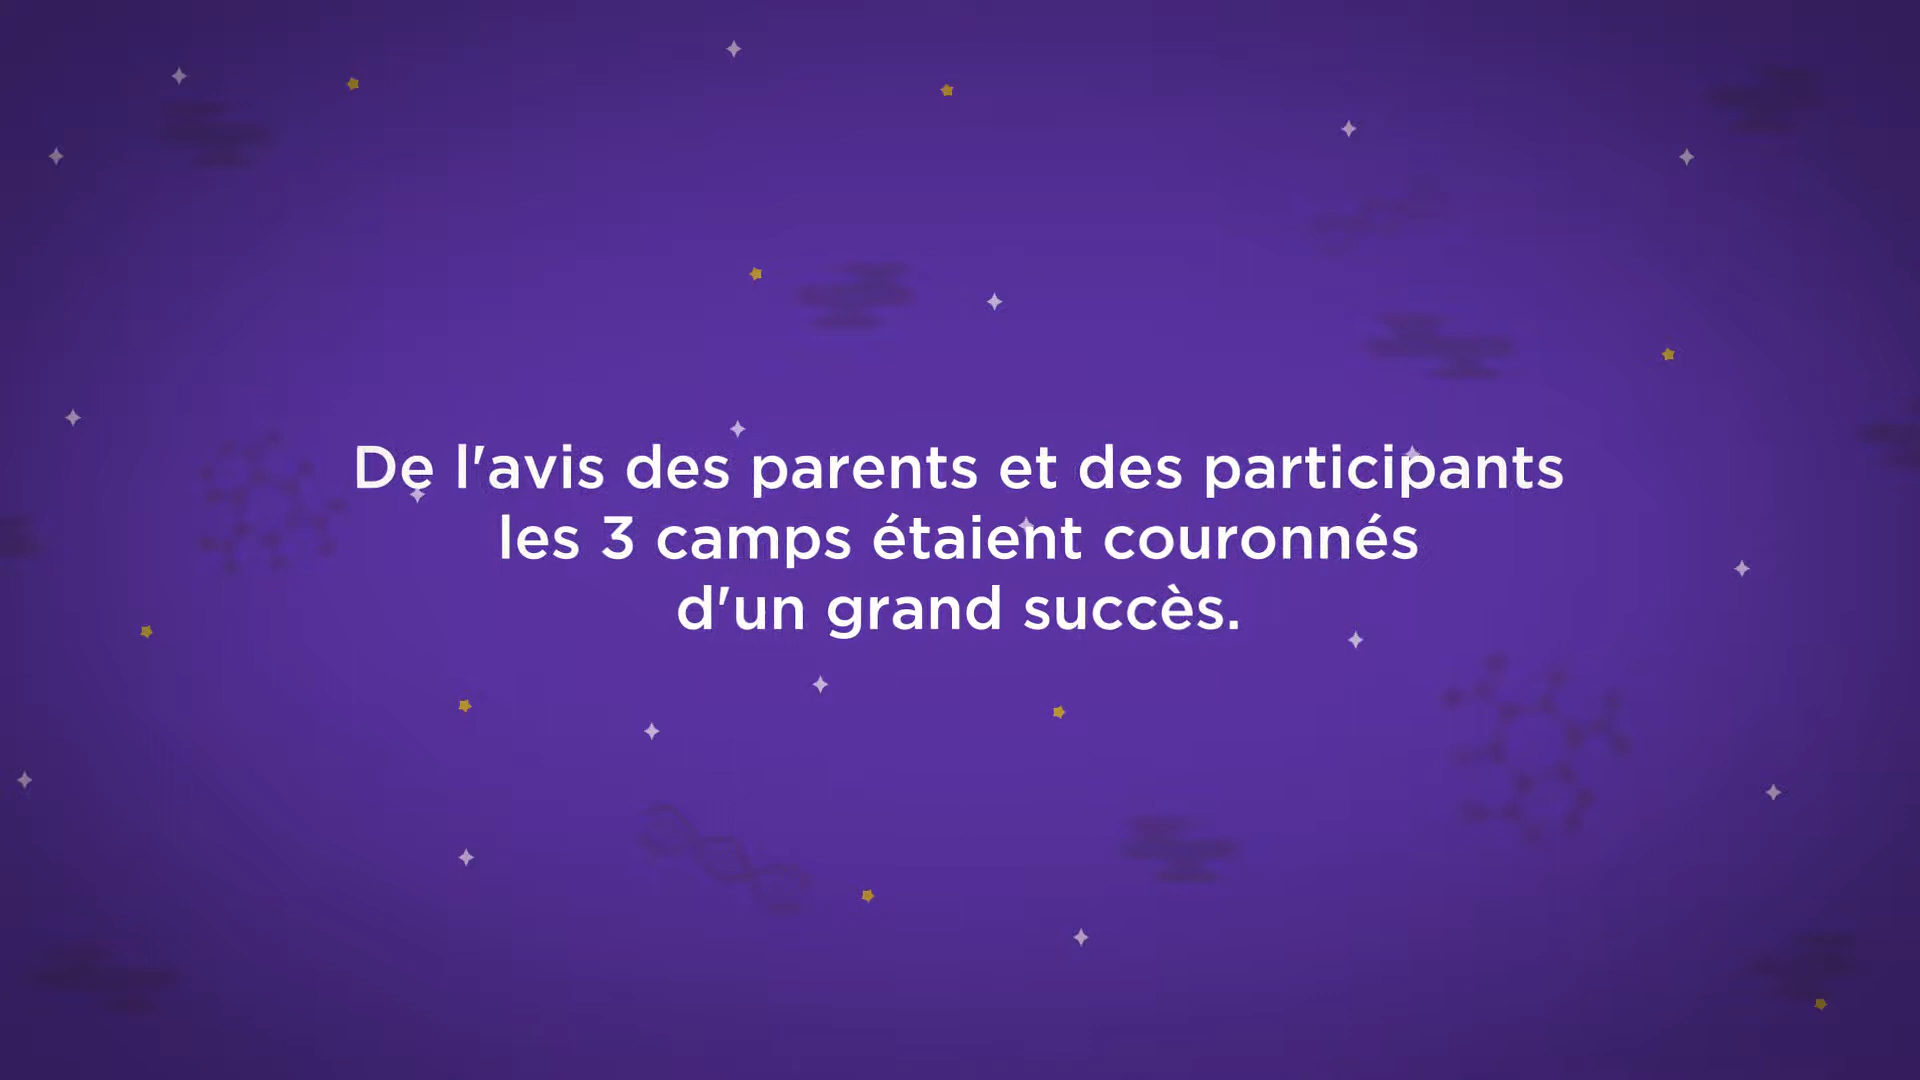 De l'avis des parents et des participants
les 3 camps étaient couronnés
d'un grand succès.